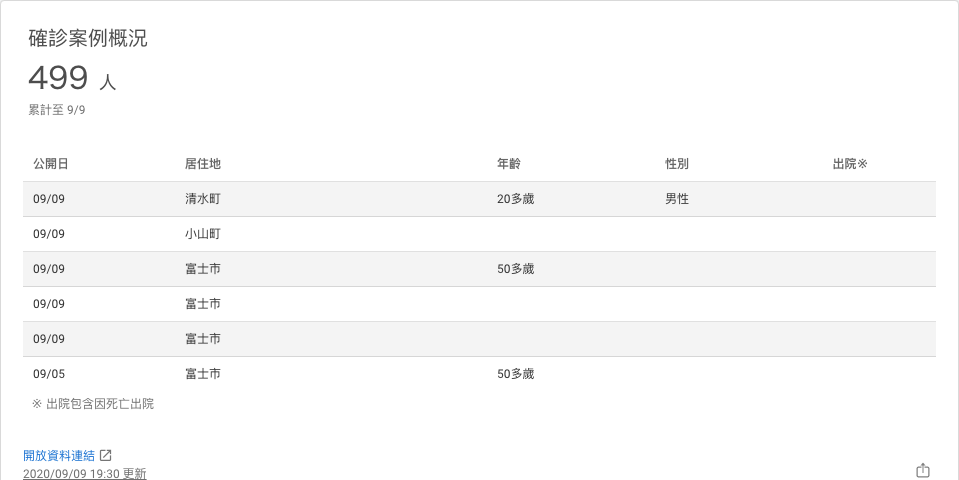 確診案例概況
499 人
累計至 9/9
公開日 居住地 年齡 性別 出院※
09/09 清水町 20多歲 男性
09/09 小山町
09/09 富士市 50多歲
09/09 富士市
09/09 富士市
09/05 富士市 50多歲
※ 出院包含因死亡出院
開放資料連結
2020/09/09 19:30 更新